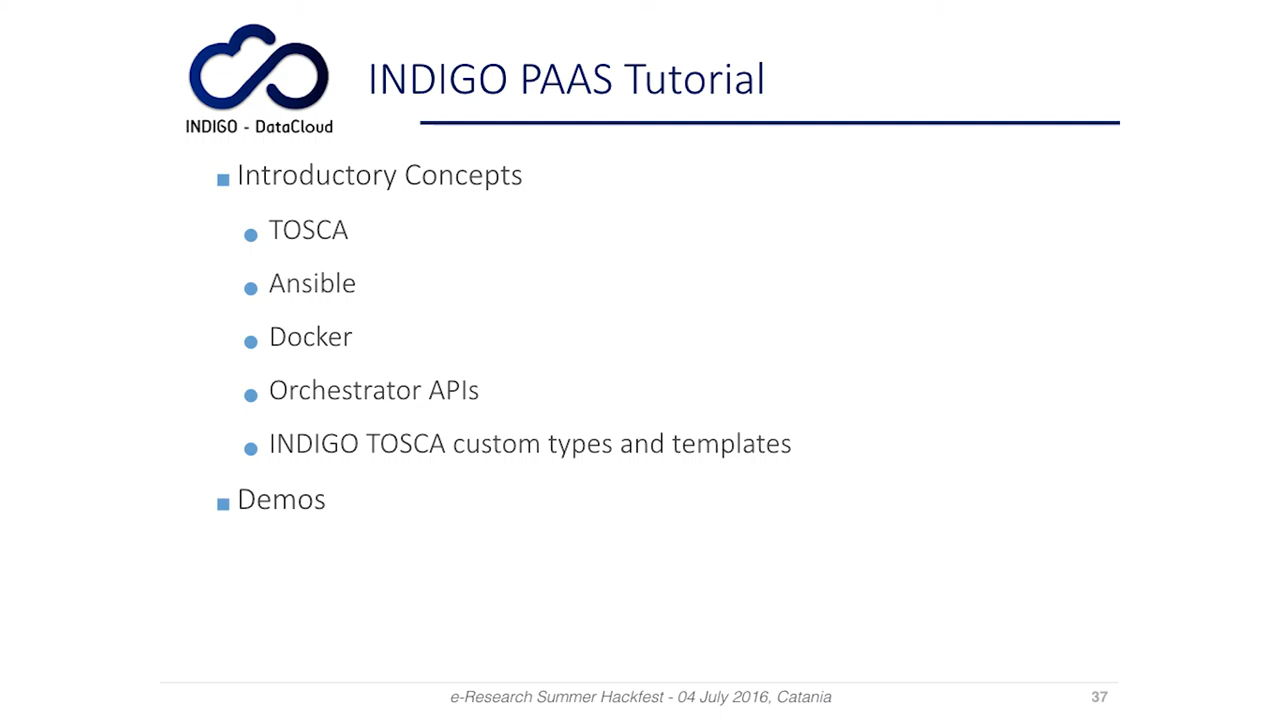 INDIGO - DataCloud
INDIGO PAAS Tutorial
Introductory Concepts
TOSCA
Ansible
Docker
Orchestrator APIs
INDIGO TOSCA custom types and templates
Demos
e-Research Summer Hackfest - 04 July 2016, Catania
37